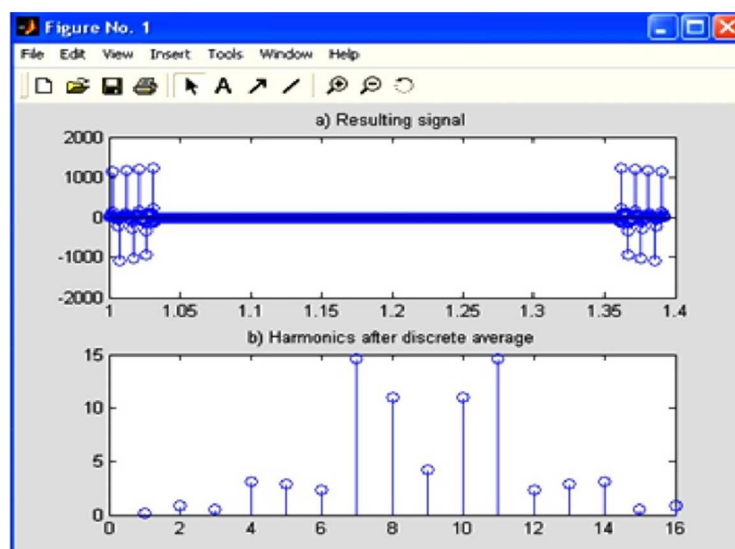 Figure No. 1
File Edit View Insert Tools Window Help
A
a) Resulting signal
2000
1000
0
-1000
-2000
1 1.05 1.1 1.15 1.2 1.25 1.3 1.35 1.4
b) Harmonics after discrete average
15
10
5
0
0 2 4 6 8 10 12 14 16